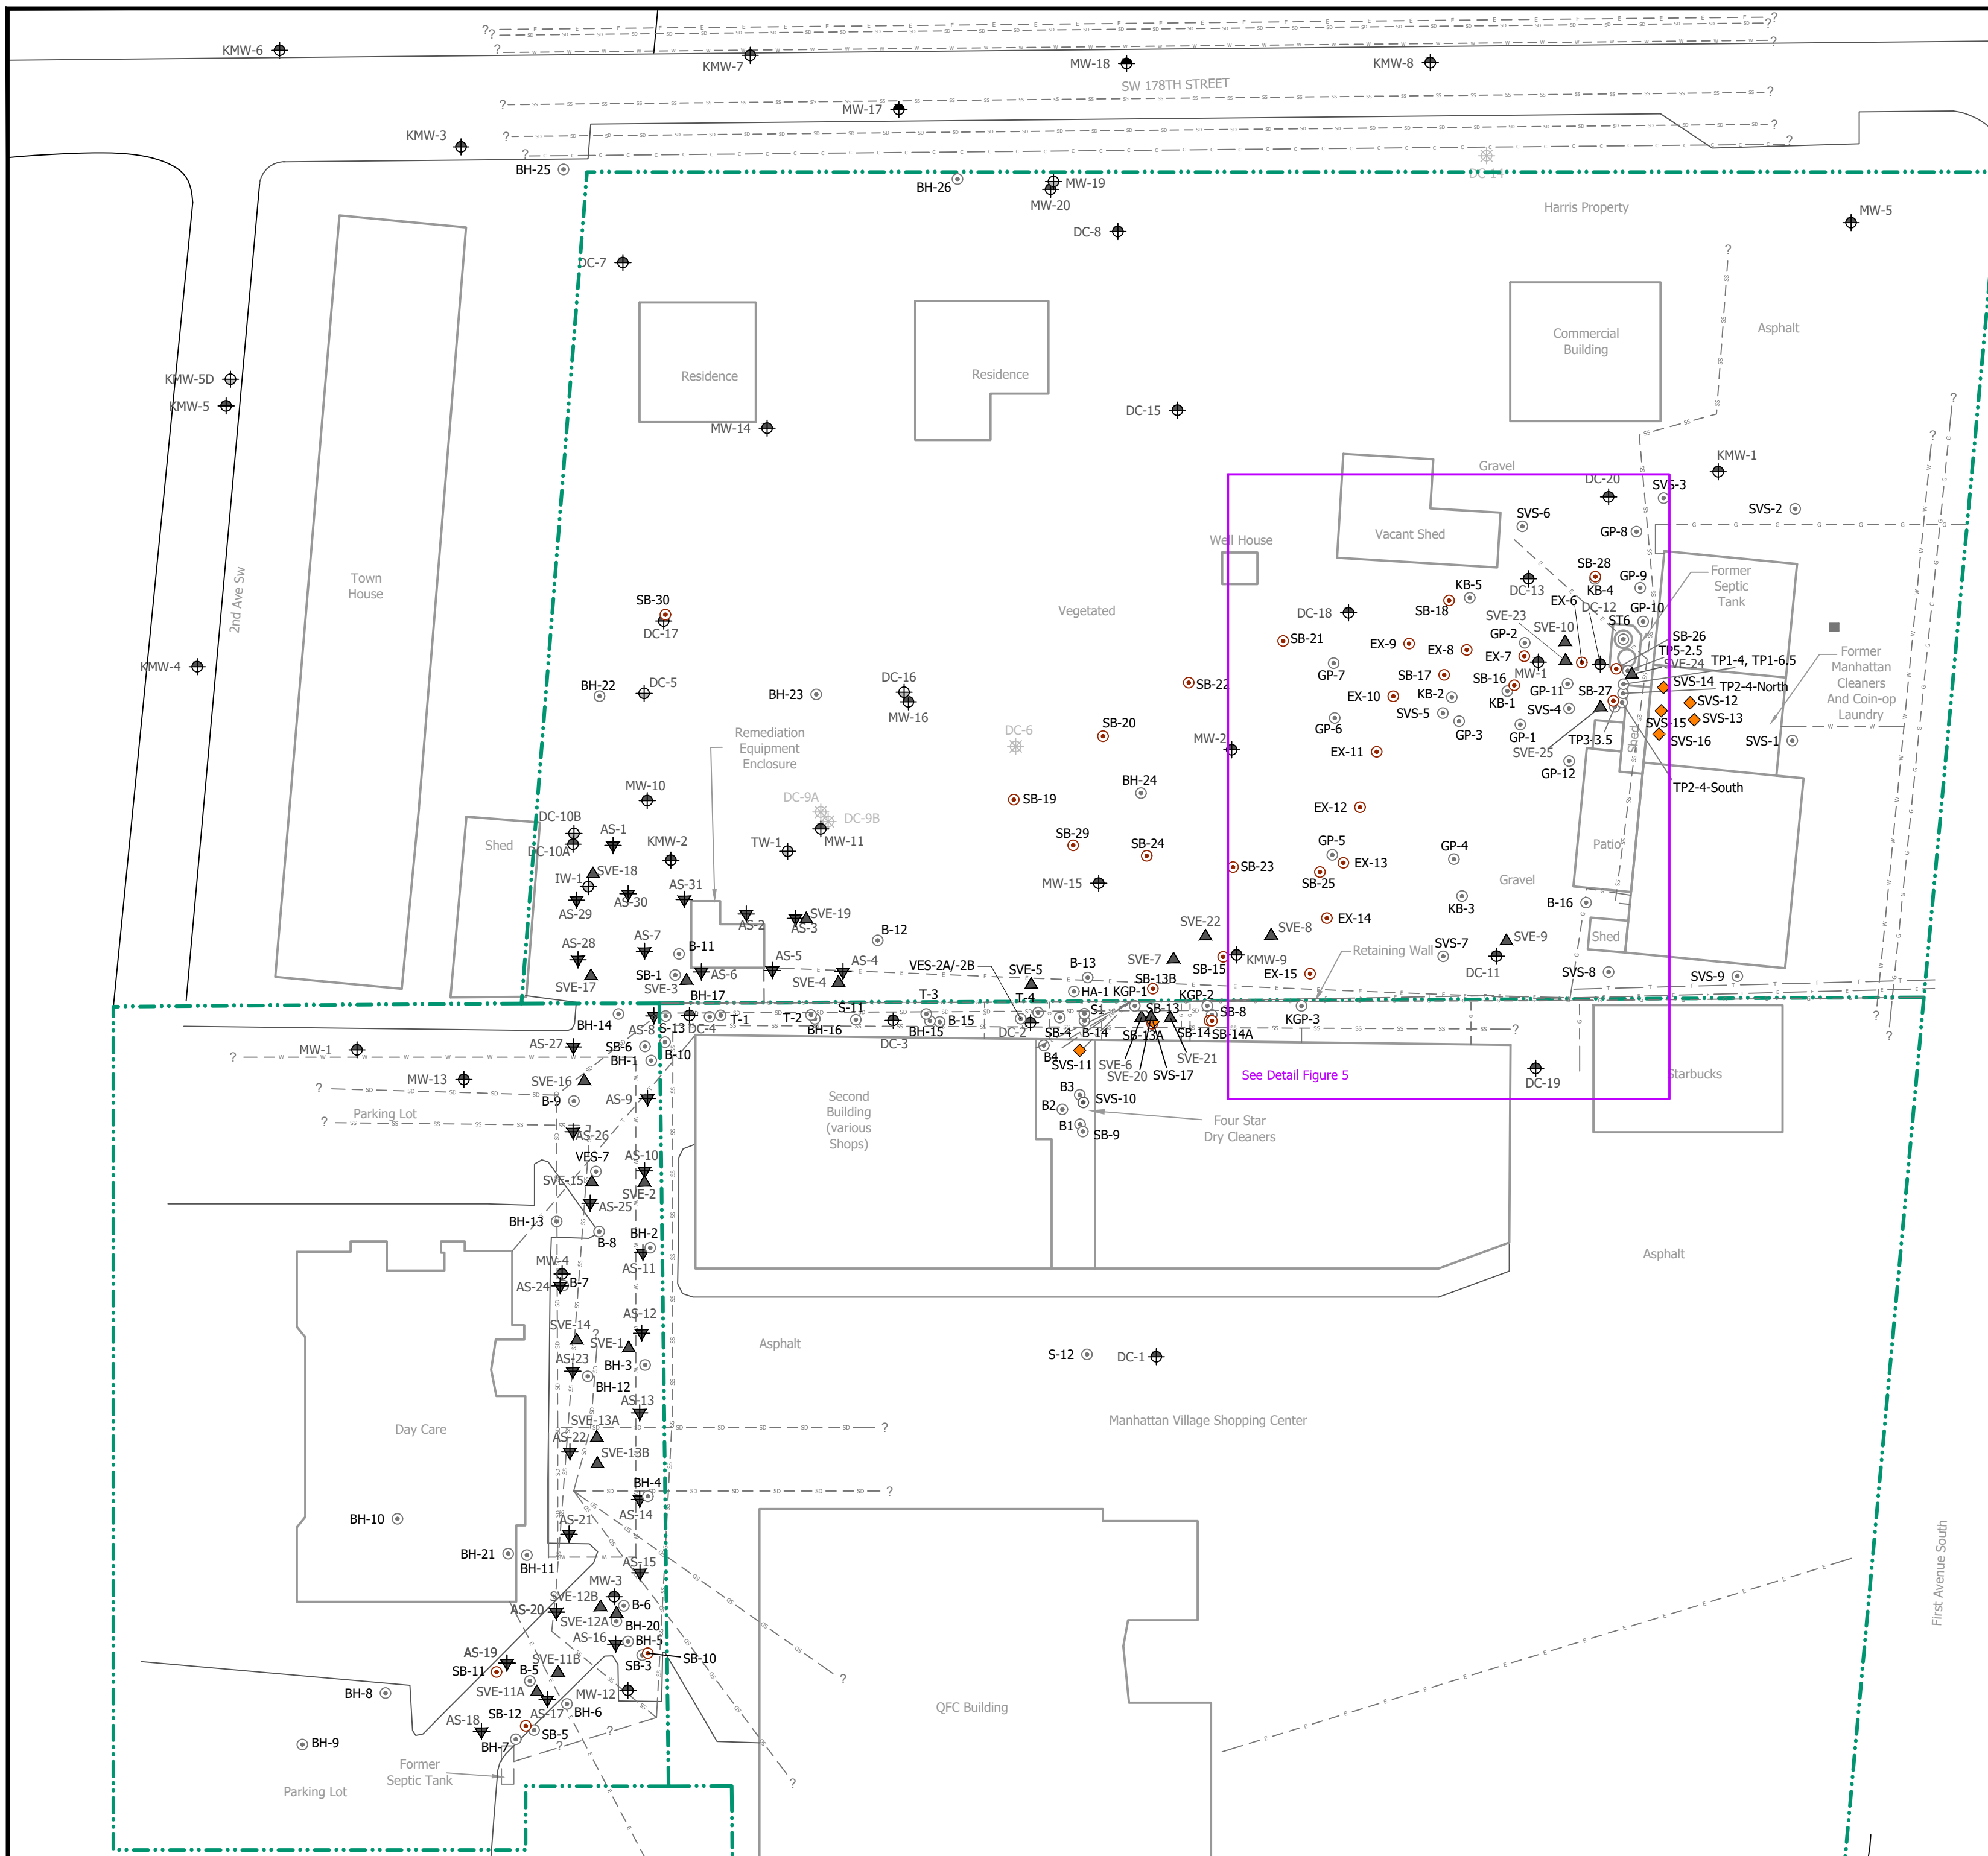 KMW-6
KMW-7
MW-18
KMW-8
SW 178TH STREET
MW-17
KMW-3
BH-25
BH-26
MW-19
MW-20
DC-14
Harris Property
MW-5
DC-8
DC-7
Residence
Residence
Commercial
Building
Asphalt
KMW-5D
KMW-5
MW-14
DC-15
Gravel
KMW-1
DC-20
SVS-3
SVS-2
SVS-6
GP-8
Vacant Shed
Well House
Town
House
2nd Ave Sw
KMW-4
SB-30
DC-17
Vegetated
DC-18
SB-18
KB-5
DC-13
SB-28
KB-4
GP-9
Former
Septic
Tank
EX-6
DC-12
GP-10
SVE-23
SVE-10
ST6
SB-26
TP5-2.5
SVE-24
TP1-4, TP1-6.5
SVS-14
TP2-4-North
SVS-12
SVS-13
SVS-15
SVS-16
SVS-1
Former
Manhattan
Cleaners
And Coin-op
Laundry
SB-21
EX-9
EX-8
GP-2
EX-7
MW-1
GP-7
SB-17
SB-16
GP-11
SB-27
EX-10
KB-2
KB-1
SVS-5
SVS-4
GP-6
GP-3
GP-1
SVE-25
TP3-3.5
Shed
GP-12
TP2-4-South
SB-22
BH-22
DC-5
BH-23
DC-16
MW-16
DC-6
SB-20
MW-2
EX-11
Remediation
Equipment
Enclosure
BH-24
SB-19
EX-12
MW-10
DC-9A
DC-9B
MW-11
TW-1
DC-10B
DC-10A
AS-1
KMW-2
Shed
SVE-18
IW-1
AS-29
AS-30
AS-31
AS-2
AS-3
SVE-19
SB-29
SB-24
SB-23
GP-5
EX-13
SB-25
GP-4
Patio
MW-15
Gravel
KB-3
B-16
EX-14
Shed
AS-28
AS-7
B-11
B-12
SVE-22
SVE-8
SVE-9
Retaining Wall
SVE-17
SB-1
SVE-3
AS-6
AS-5
AS-4
SVE-4
VES-2A/-2B
SVE-5
B-13
SVE-7
SB-15
KMW-9
EX-15
SVS-7
DC-11
SVS-8
SVS-9
BH-17
T-3
T-4
HA-1
KGP-1
SB-13B
KGP-2
KGP-3
BH-14
AS-8
S-13
DC-4
T-1
T-2
BH-16
S-11
DC-3
BH-15
B-15
DC-2
SB-4
B-14
S1
SB-13
SB-13A
SB-14
SB-8
SB-14A
MW-1
AS-27
SB-6
BH-1
B-10
B4
SVS-11
SVE-6
SVE-20
SVS-17
SVE-21
See Detail Figure 5
DC-19
Starbucks
MW-13
Parking Lot
SVE-16
B-9
AS-9
Second
Building
(various
Shops)
B3
SVS-10
B2
B1
SB-9
Four Star
Dry Cleaners
AS-26
VES-7
SVE-15
AS-10
SVE-2
AS-25
BH-13
B-8
BH-2
AS-11
MW-4
AS-24
B-7
Asphalt
SVE-14
SVE-1
AS-12
AS-23
BH-3
BH-12
Asphalt
S-12
DC-1
AS-13
SVE-13A
AS-22
SVE-13B
Day Care
Manhattan Village Shopping Center
BH-4
AS-14
BH-10
AS-21
BH-21
BH-11
AS-15
MW-3
SVE-12B
B-6
AS-20
SVE-12A
BH-20
AS-16
BH-5
SB-3
SB-10
AS-19
SB-11
B-5
SVE-11B
SVE-11A
MW-12
BH-8
AS-17
BH-6
SB-12
AS-18
SB-5
BH-7
BH-9
Former
Septic Tank
Parking Lot
QFC Building
First Avenue South